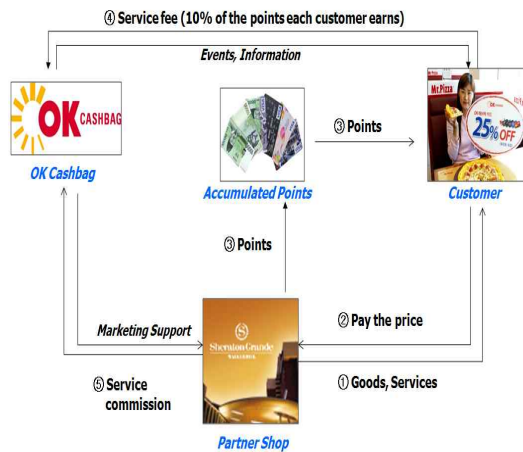 ④ Service fee (10% of the points each customer earns)
Events, Information
OK CASHBAG
OK Cashbag
Accumulated Points
③ Points
Mr.Pizza
25% OFF
Customer
③ Points
Marketing Support
② Pay the price
⑤ Service
commission
Sheraton Grande
WALKERHILL
① Goods, Services
Partner Shop